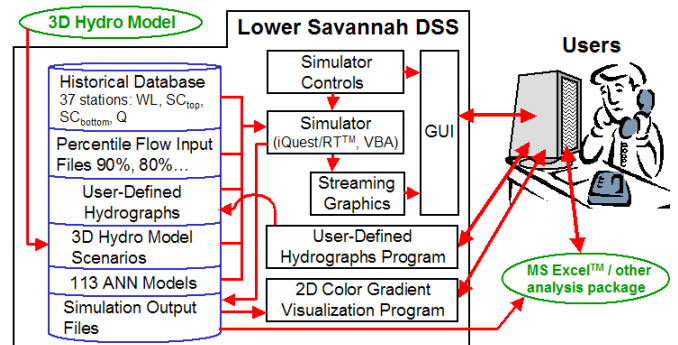 3D Hydro Model
Lower Savannah DSS
Users
Historical Database
37 stations: WL, SCtop,
SCbottom, Q
Percentile Flow Input
Files 90%, 80%...
User-Defined
Hydrographs
3D Hydro Model
Scenarios
113 ANN Models
Simulation Output
Files
Simulator
Controls
Simulator
(iQuest/RT™, VBA)
Streaming
Graphics
GUI
User-Defined
Hydrographs Program
2D Color Gradient
Visualization Program
MS Excel™ / other
analysis package